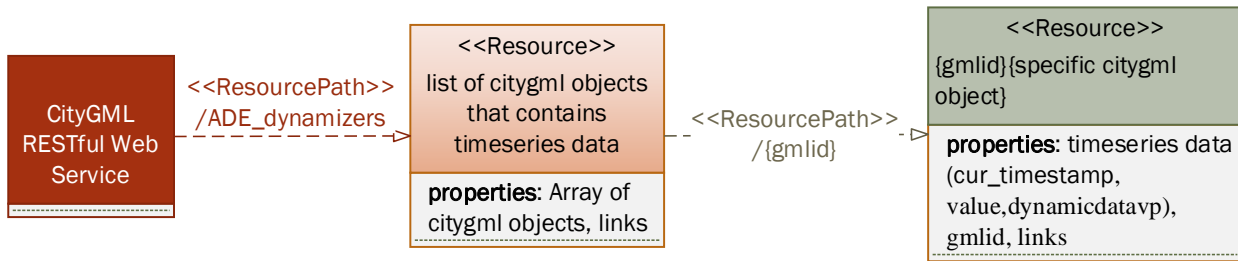 CityGML
RESTful Web
Service
<<ResourcePath>>
/ADE_dynamizers
<<Resource>>
list of citygml objects
that contains
timeseries data
properties: Array of
citygml objects, links
<<ResourcePath>>
/{gmlid}
<<Resource>>
{gmlid}{specific citygml
object}
properties: timeseries data
(cur_timestamp,
value,dynamicdatavp),
gmlid, links